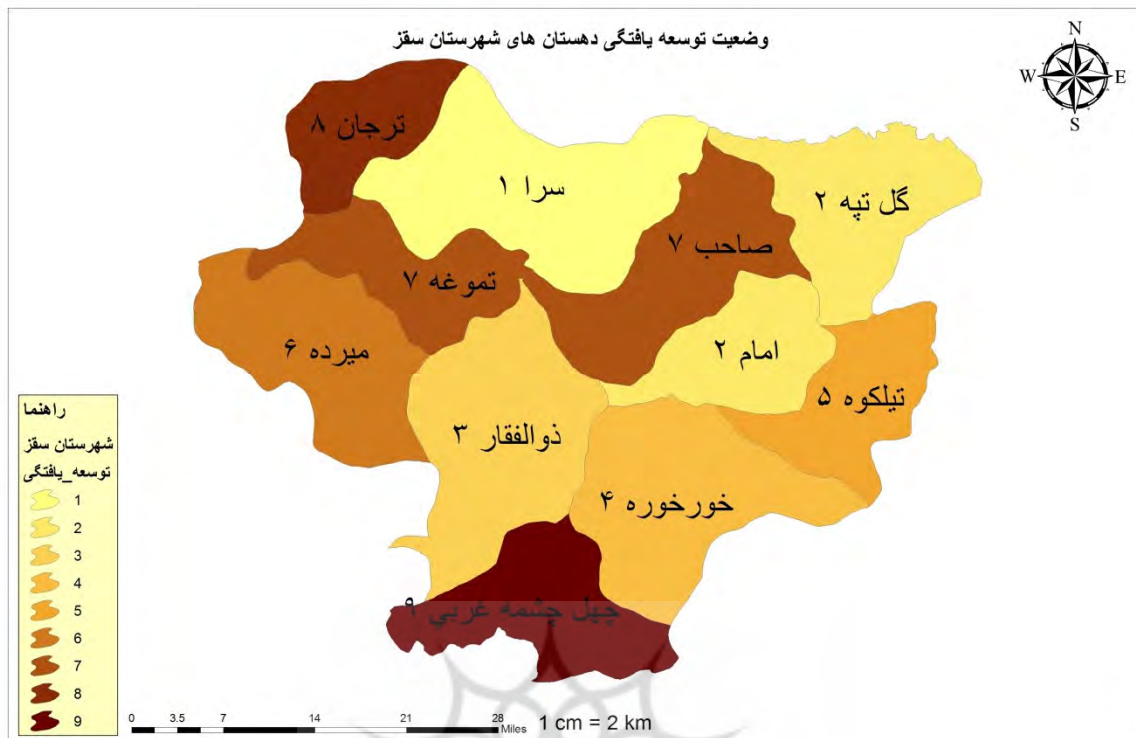 وضعیت توسعه یافتگی دهستان های شهرستان سقز
N
W E
S
ترجان ۸
سرا ۱
گل تپه ۲
صاحب ۷
تموغه ۷
میرده ۶
امام ۲
تیلکوه ۵
ذوالفقار ۳
خورخوره ۴
چهل چشمه غربی ۹
راهنما
شهرستان سقز
توسعه_یافتگی
1
2
3
4
5
6
7
8
9
0 3.5 7 14 21 28
Miles
1 cm = 2 km